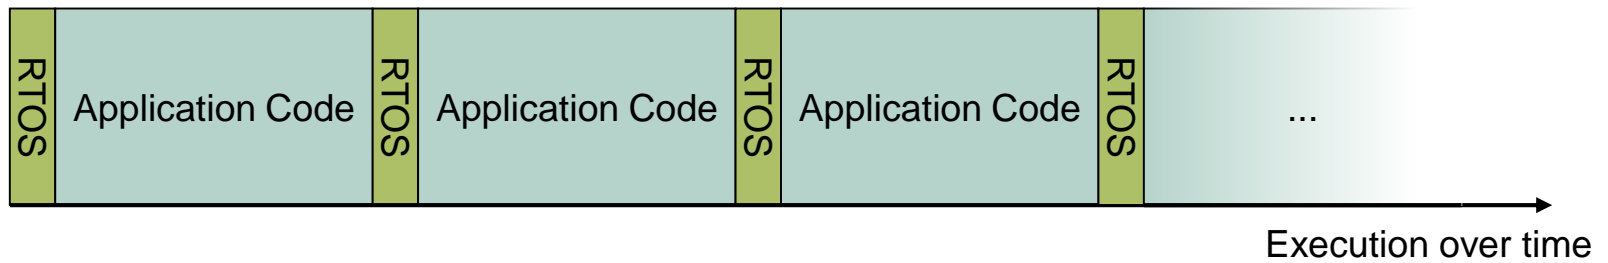 RTOS
Application Code
RTOS
Application Code
RTOS
Application Code
RTOS
...
Execution over time